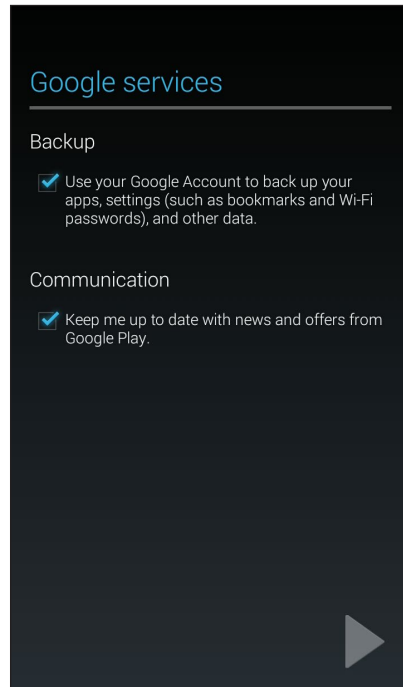 Google services
Backup
Use your Google Account to back up your
apps, settings (such as bookmarks and Wi-Fi
passwords), and other data.
Communication
Keep me up to date with news and offers from
Google Play.